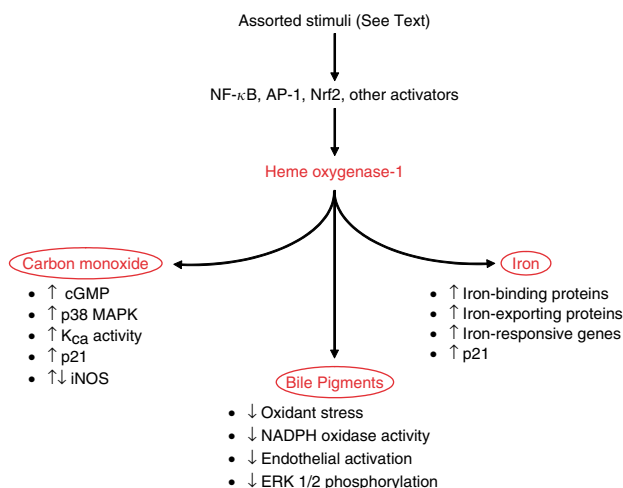 Assorted stimuli (See Text)
NF-κB, AP-1, Nrf2, other activators
Heme oxygenase-1
Carbon monoxide
• ↑ cGMP
• ↑ p38 MAPK
• ↑ Kca activity
• ↑ p21
• ↑↓ iNOS
Bile Pigments
• ↓ Oxidant stress
• ↓ NADPH oxidase activity
• ↓ Endothelial activation
• ↓ ERK 1/2 phosphorylation
Iron
• ↑ Iron-binding proteins
• ↑ Iron-exporting proteins
• ↑ Iron-responsive genes
• ↑ p21